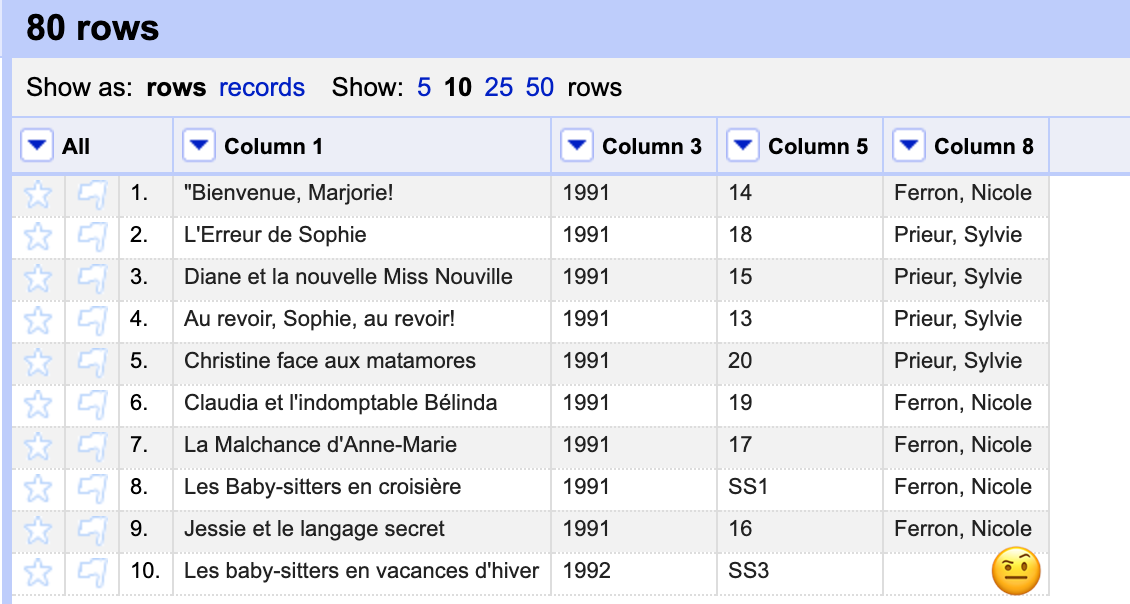 80 rows
Show as: rows records Show: 5 10 25 50 rows
All Column 1 Column 3 Column 5 Column 8
1. "Bienvenue, Marjorie! 1991 14 Ferron, Nicole
2. L'Erreur de Sophie 1991 18 Prieur, Sylvie
3. Diane et la nouvelle Miss Nouville 1991 15 Prieur, Sylvie
4. Au revoir, Sophie, au revoir! 1991 13 Prieur, Sylvie
5. Christine face aux matamores 1991 20 Prieur, Sylvie
6. Claudia et l'indomptable Bélinda 1991 19 Ferron, Nicole
7. La Malchance d'Anne-Marie 1991 17 Ferron, Nicole
8. Les Baby-sitters en croisière 1991 SS1 Ferron, Nicole
9. Jessie et le langage secret 1991 16 Ferron, Nicole
10. Les baby-sitters en vacances d'hiver 1992 SS3